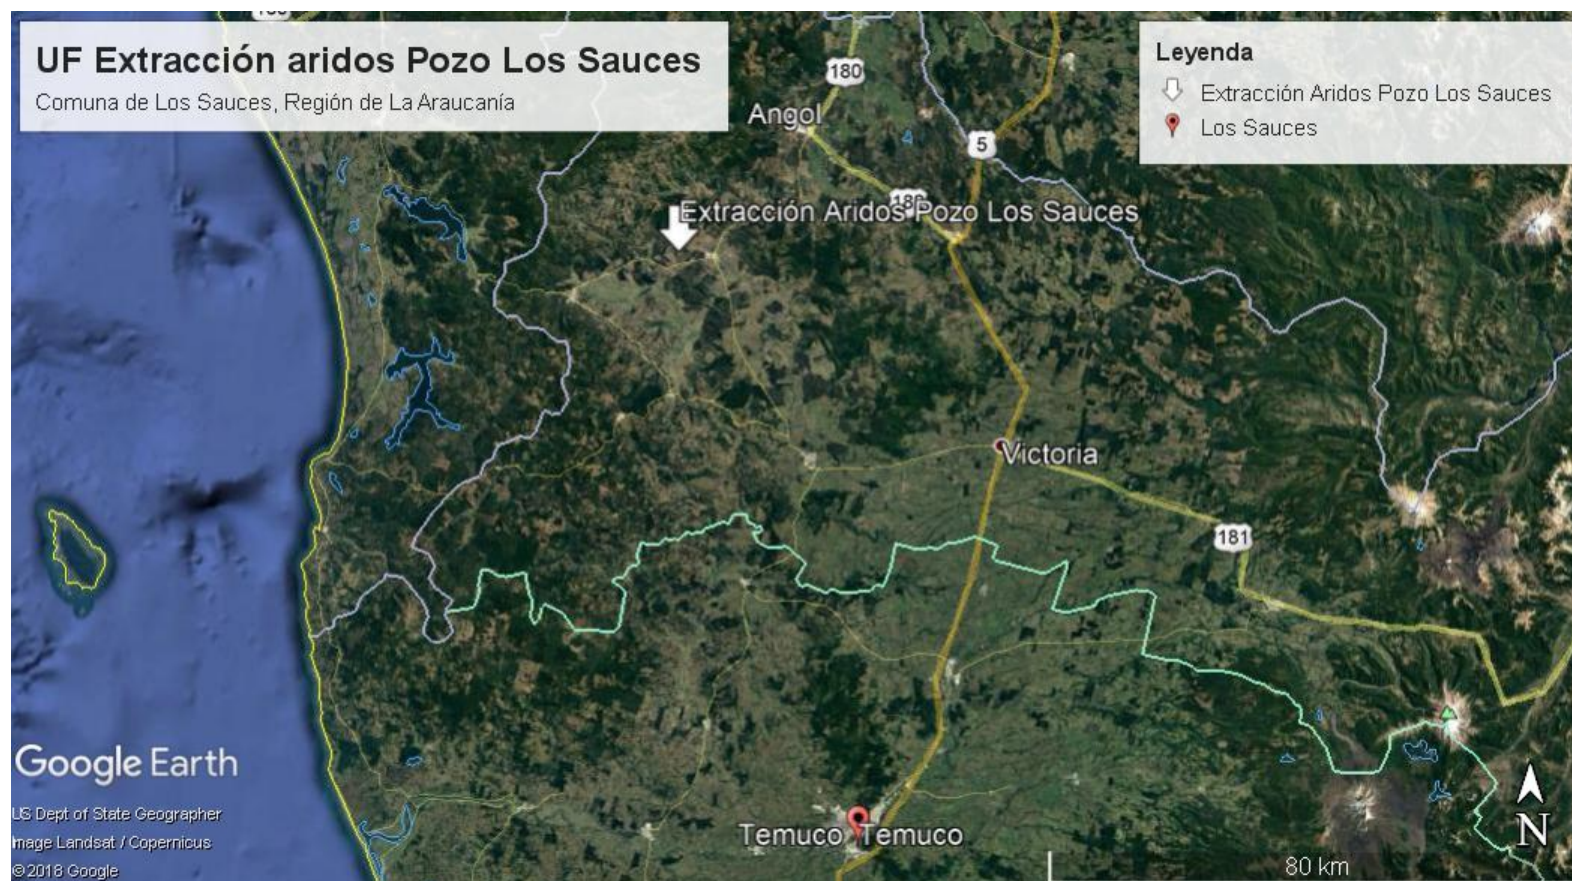 UF Extracción aridos Pozo Los Sauces
Comuna de Los Sauces, Región de La Araucanía
Leyenda
Extracción Aridos Pozo Los Sauces
Los Sauces
180
Angol
5
Extracción Aridos Pozo Los Sauces
Victoria
181
Google Earth
US Dept of State Geographer
Image Landsat / Copernicus
© 2018 Google
Temuco Temuco
N
80 km